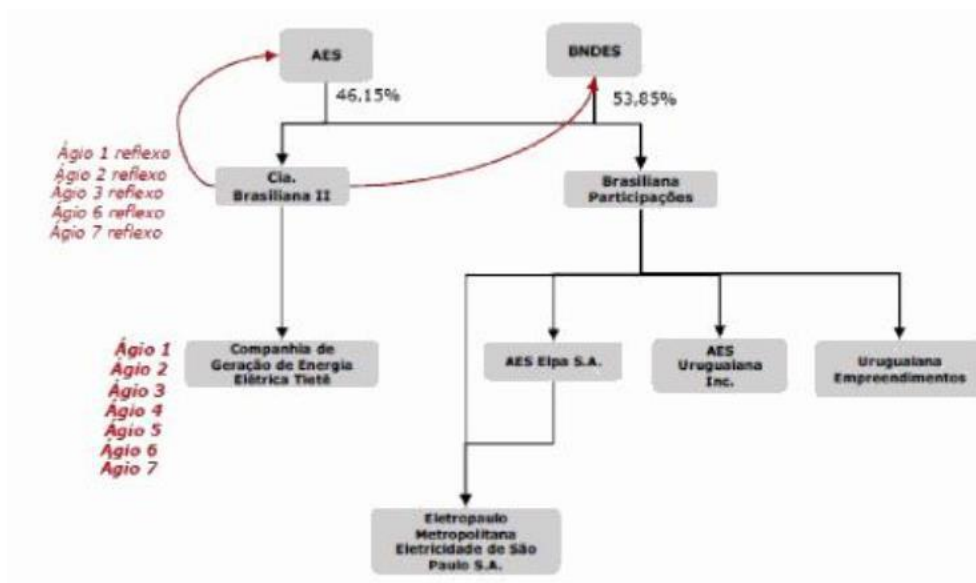 AES
BNDES
46,15%
53,85%
Ágio 1 reflexo
Ágio 2 reflexo
Ágio 3 reflexo
Ágio 6 reflexo
Ágio 7 reflexo
Cia.
Brasiliana II
Brasiliana
Participações
Ágio 1
Ágio 2
Ágio 3
Ágio 4
Ágio 5
Ágio 6
Ágio 7
Companhia de
Geração de Energia
Elétrica Tietê
AES Elpa S.A.
AES
Uruguaiana
Inc.
Uruguaiana
Empreendimentos
Eletropaulo
Metropolitana
Eletricidade de São
Paulo S.A.